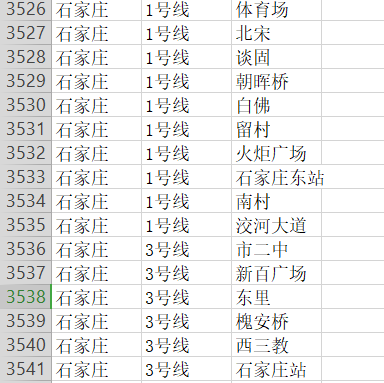 3526 石家庄 1号线 体育场
3527 石家庄 1号线 北宋
3528 石家庄 1号线 谈固
3529 石家庄 1号线 朝晖桥
3530 石家庄 1号线 白佛
3531 石家庄 1号线 留村
3532 石家庄 1号线 火炬广场
3533 石家庄 1号线 石家庄东站
3534 石家庄 1号线 南村
3535 石家庄 1号线 洨河大道
3536 石家庄 3号线 市二中
3537 石家庄 3号线 新百广场
3538 石家庄 3号线 东里
3539 石家庄 3号线 槐安桥
3540 石家庄 3号线 西三教
3541 石家庄 3号线 石家庄站